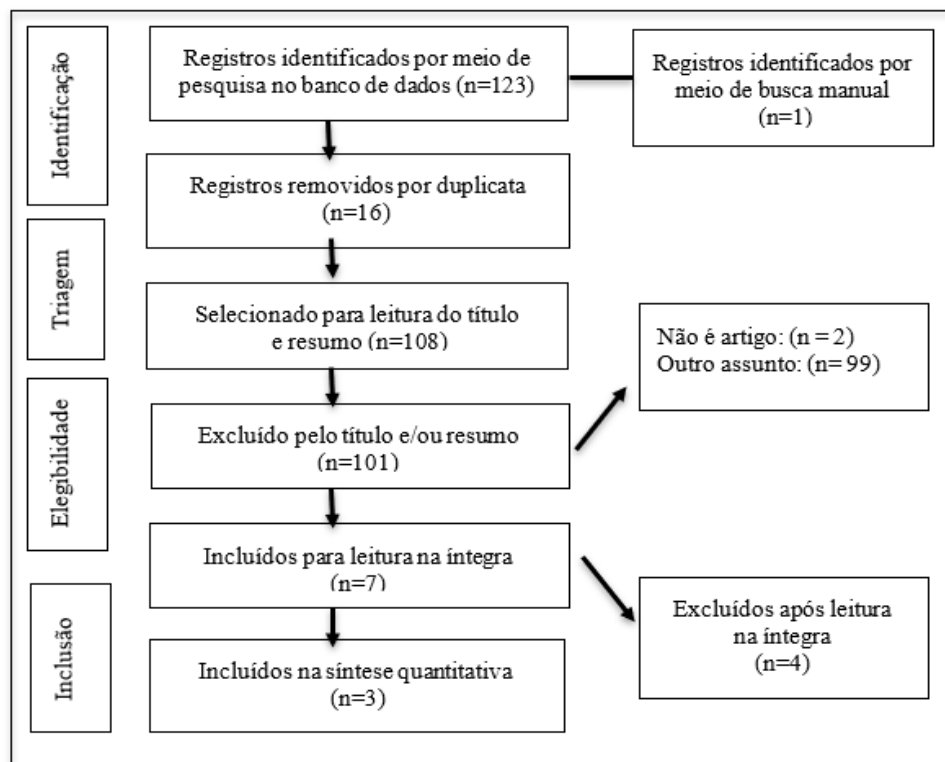 Identificação
Registros identificados por meio de
pesquisa no banco de dados (n=123)
Registros identificados por
meio de busca manual
(n=1)
Registros removidos por duplicata
(n=16)
Triagem
Selecionado para leitura do título
e resumo (n=108)
Não é artigo: (n = 2)
Outro assunto: (n= 99)
Elegibilidade
Excluído pelo título e/ou resumo
(n=101)
Incluídos para leitura na íntegra
(n=7)
Excluídos após leitura
na íntegra
(n=4)
Inclusão
Incluídos na síntese quantitativa
(n=3)